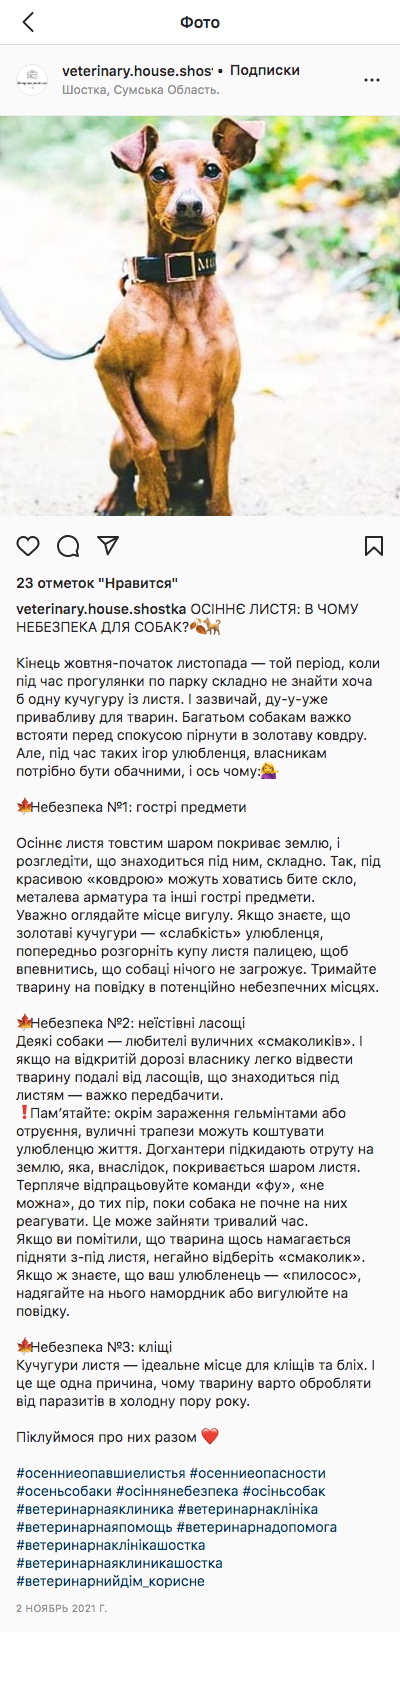 Фото
veterinary.house.shos • Подписки
Шостка, Сумська Область.
23 отметок "Нравится"
veterinary.house.shostka ОСІННЄ ЛИСТЯ: В ЧОМУ
НЕБЕЗПЕКА ДЛЯ СОБАК?🍂🐕
Кінець жовтня-початок листопада — той період, коли
під час прогулянки по парку складно не знайти хоча
б одну кучугуру із листя. І зазвичай, ду-у-уже
привабливу для тварин. Багатьом собакам важко
встояти перед спокусою пірнути в золотаву ковдру.
Але, під час таких ігор улюбленця, власникам
потрібно бути обачними, і ось чому:💁‍♀️
🍁Небезпека №1: гострі предмети
Осіннє листя товстим шаром покриває землю, і
розгледіти, що знаходиться під ним, складно. Так, під
красивою «ковдрою» можуть ховатись бите скло,
металева арматура та інші гострі предмети.
Уважно оглядайте місце вигулу. Якщо знаєте, що
золотаві кучугури — «слабкість» улюбленця,
попередньо розгорніть купу листя палицею, щоб
впевнитись, що собаці нічого не загрожує. Тримайте
тварину на повідку в потенційно небезпечних місцях.
🍁Небезпека №2: неїстівні ласощі
Деякі собаки — любителі вуличних «смаколиків». І
якщо на відкритій дорозі власнику легко відвести
тварину подалі від ласощів, що знаходиться під
листям — важко передбачити.
❗Пам'ятайте: окрім зараження гельмінтами або
отруєння, вуличні трапези можуть коштувати
улюбленцю життя. Догхантери підкидають отруту на
землю, яка, внаслідок, покривається шаром листя.
Терпляче відпрацьовуйте команди «фу», «не
можна», до тих пір, поки собака не почне на них
реагувати. Це може зайняти тривалий час.
Якщо ви помітили, що тварина щось намагається
підняти з-під листя, негайно відберіть «смаколик».
Якщо ж знаєте, що ваш улюбленець — «пилосос»,
надягайте на нього намордник або вигулюйте на
повідку.
🍁Небезпека №3: кліщі
Кучугури листя — ідеальне місце для кліщів та бліх. І
це ще одна причина, чому тварину варто обробляти
від паразитів в холодну пору року.
Піклуймося про них разом ❤️
#осенниеопавшиелистья #осенниеопасности
#осеньсобаки #осіннянебезпека #осіньсобак
#ветеринарнаяклиника #ветеринарнаклініка
#ветеринарнаяпомощь #ветеринарнадопомога
#ветеринарнаклінікашостка
#ветеринарнаяклиникашостка
#ветеринарнийдім_корисне
2 НОЯБРЬ 2021 Г.